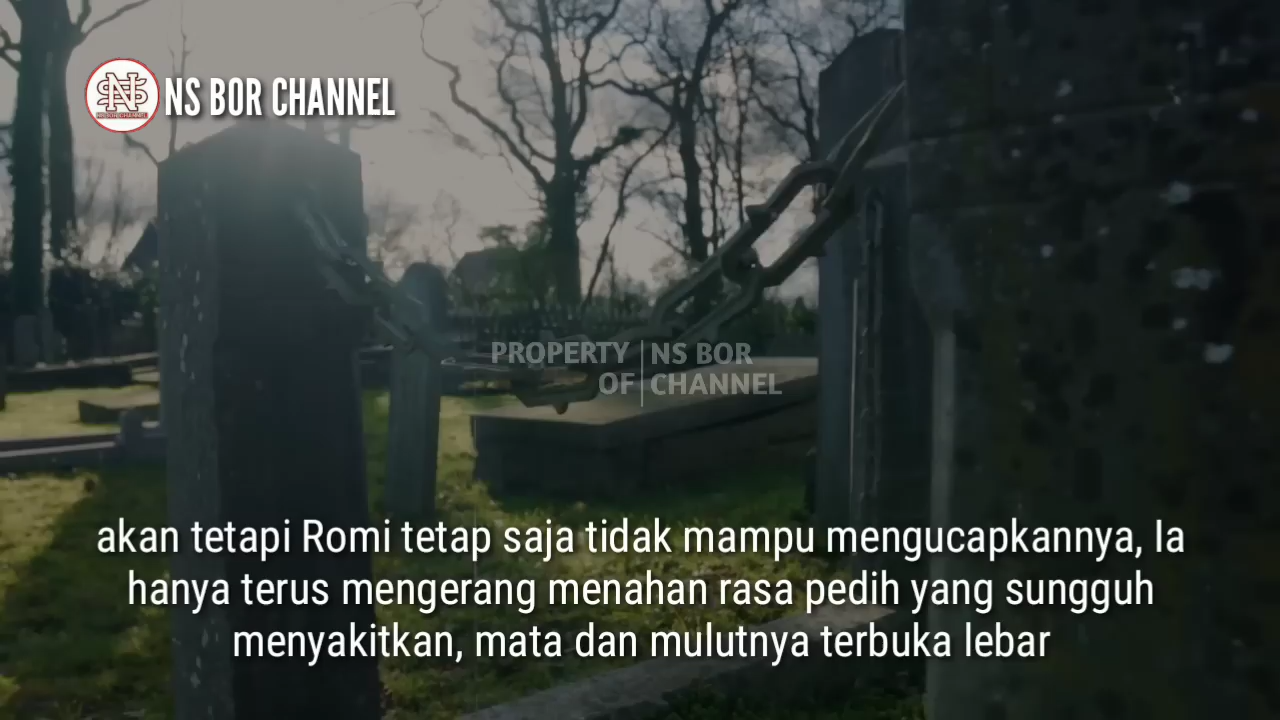 NS BOR CHANNEL
PROPERTY OF
NS BOR CHANNEL
akan tetapi Romi tetap saja tidak mampu mengucapkannya, Ia
hanya terus mengerang menahan rasa pedih yang sungguh
menyakitkan, mata dan mulutnya terbuka lebar